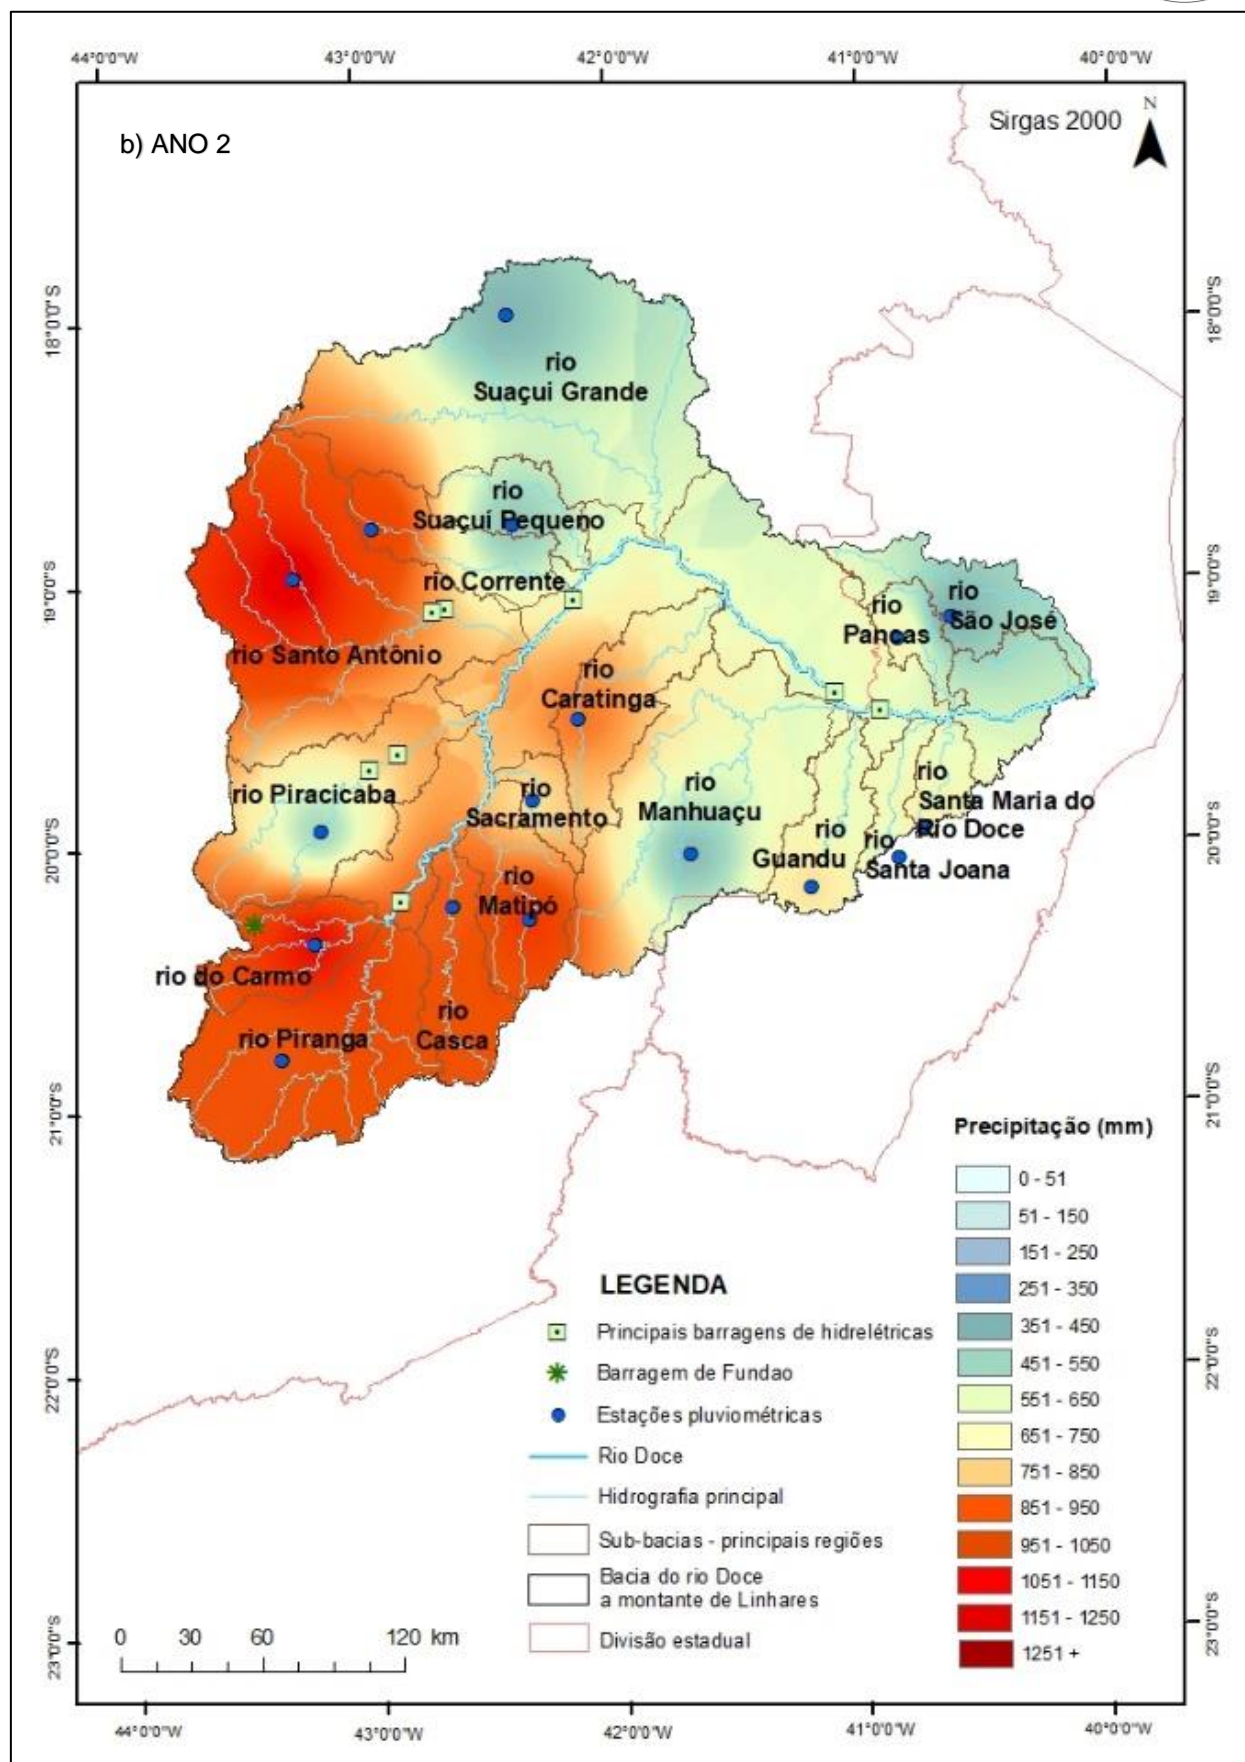 44°0'0"W 43°0'0"W 42°0'0"W 41°0'0"W 40°0'0"W
Sirgas 2000
N
b) ANO 2
18°0'0"S
18°0'0"S
rio
Suaçui Grande
rio
Suaçuí Pequeno
rio Corrente
19°0'0"S
19°0'0"S
rio
São José
rio
Pancas
rio Santo Antônio
rio
Caratinga
rio Piracicaba
rio
Sacramento
rio
Manhuaçu
rio
Santa Maria do
Rio Doce
rio
Guandu
rio
Santa Joana
20°0'0"S
20°0'0"S
rio
Matipó
rio do Carmo
rio
Casca
rio Piranga
21°0'0"S
21°0'0"S
Precipitação (mm)
0 - 51
51 - 150
151 - 250
251 - 350
351 - 450
451 - 550
551 - 650
651 - 750
751 - 850
851 - 950
951 - 1050
1051 - 1150
1151 - 1250
1251 +
LEGENDA
Principais barragens de hidrelétricas
Barragem de Fundao
Estações pluviométricas
Rio Doce
Hidrografia principal
Sub-bacias - principais regiões
Bacia do rio Doce
a montante de Linhares
Divisão estadual
22°0'0"S
22°0'0"S
0 30 60 120 km
23°0'0"S
23°0'0"S
44°0'0"W 43°0'0"W 42°0'0"W 41°0'0"W 40°0'0"W